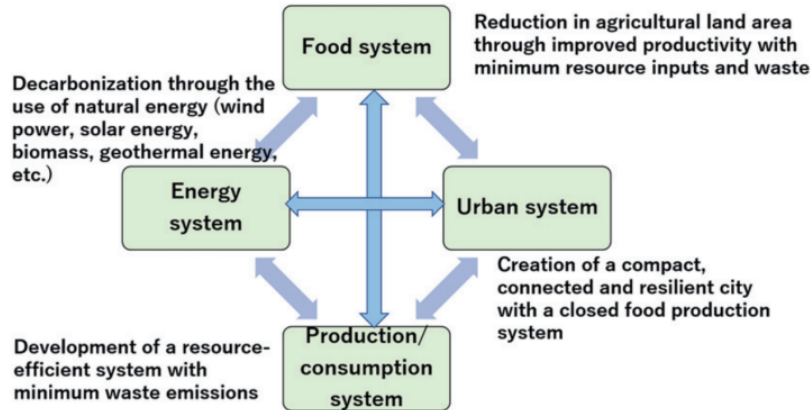 Food system
Reduction in agricultural land area
through improved productivity with
minimum resource inputs and waste
Decarbonization through the
use of natural energy (wind
power, solar energy,
biomass, geothermal energy,
etc.)
Energy
system
Urban system
Creation of a compact,
connected and resilient city
with a closed food production
system
Production/
consumption
system
Development of a resource-
efficient system with
minimum waste emissions